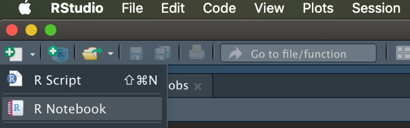 RStudio File Edit Code View Plots Session
Go to file/function
R Script ⇧⌘N
obs ×
R Notebook